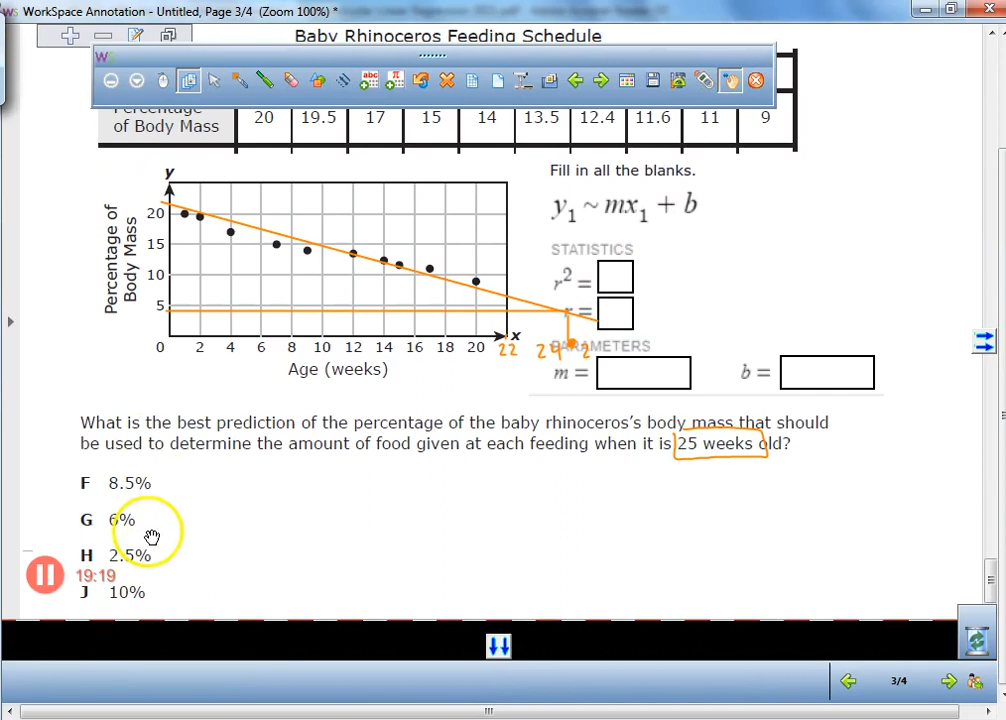 WorkSpace Annotation - Untitled, Page 3/4 (Zoom 100%) *
Baby Rhinoceros Feeding Schedule
WS
abc
π
Percentage
of Body Mass 20 19.5 17 15 14 13.5 12.4 11.6 11 9
Fill in all the blanks.
y₁ ~ mx₁ + b
STATISTICS
r² =
r =
PARAMETERS
m = b =
y
Percentage of
Body Mass
20
15
10
5
x
0 2 4 6 8 10 12 14 16 18 20 22 24
Age (weeks)
What is the best prediction of the percentage of the baby rhinoceros's body mass that should
be used to determine the amount of food given at each feeding when it is 25 weeks old?
F 8.5%
G 6%
H 2.5%
19:19
J 10%
3/4